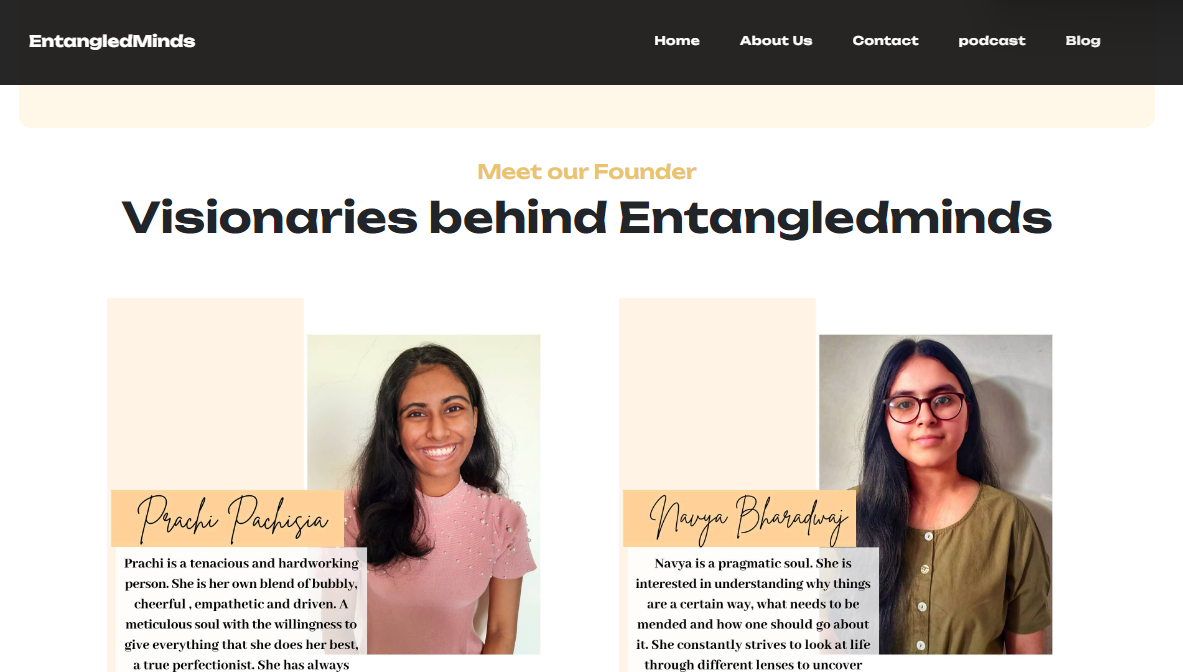 EntangledMinds
Home About Us Contact podcast Blog
Meet our Founder
Visionaries behind Entangledminds
Prachi Pachisia
Prachi is a tenacious and hardworking
person. She is her own blend of bubbly,
cheerful , empathetic and driven. A
meticulous soul with the willingness to
give everything that she does her best,
a true perfectionist. She has always
Navya Bharadwaj
Navya is a pragmatic soul. She is
interested in understanding why things
are a certain way, what needs to be
mended and how one should go about
it. She constantly strives to look at life
through different lenses to uncover